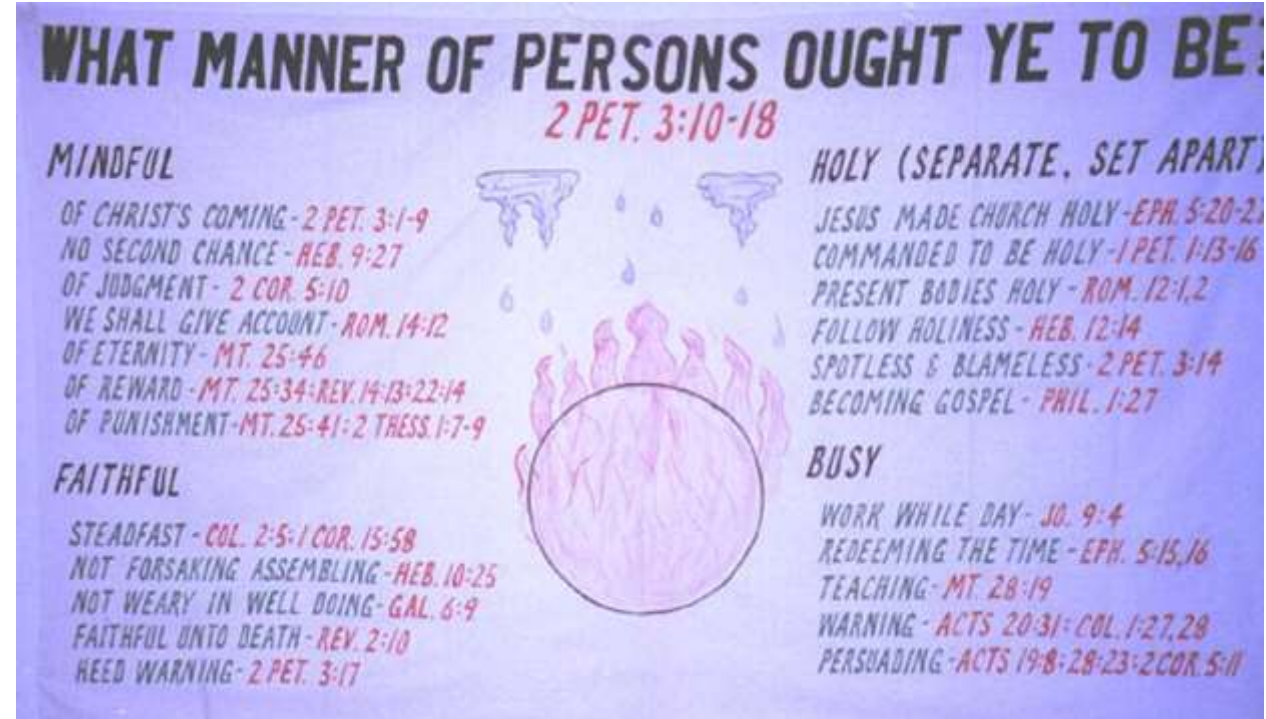 WHAT MANNER OF PERSONS OUGHT YE TO BE?
2 PET. 3:10-18
MINDFUL
OF CHRIST'S COMING - 2 PET. 3:1-9
NO SECOND CHANCE - HEB. 9:27
OF JUDGMENT - 2 COR. 5:10
WE SHALL GIVE ACCOUNT - ROM. 14:12
OF ETERNITY - MT. 25:46
OF REWARD - MT. 25:34: REV. 14:13:22:14
OF PUNISHMENT - MT. 25:41: 2 THESS. 1:7-9
FAITHFUL
STEADFAST - COL. 2:5: 1 COR. 15:58
NOT FORSAKING ASSEMBLING - HEB. 10:25
NOT WEARY IN WELL DOING - GAL. 6:9
FAITHFUL UNTO DEATH - REV. 2:10
HEED WARNING - 2 PET. 3:17
HOLY (SEPARATE, SET APART)
JESUS MADE CHURCH HOLY - EPH. 5:20-27
COMMANDED TO BE HOLY - 1 PET. 1:13-16
PRESENT BODIES HOLY - ROM. 12:1,2
FOLLOW HOLINESS - HEB. 12:14
SPOTLESS & BLAMELESS - 2 PET. 3:14
BECOMING GOSPEL - PHIL. 1:27
BUSY
WORK WHILE DAY - JO. 9:4
REDEEMING THE TIME - EPH. 5:15,16
TEACHING - MT. 28:19
WARNING - ACTS 20:31: COL. 1:27,28
PERSUADING - ACTS 19:8: 28:23: 2 COR. 5:11